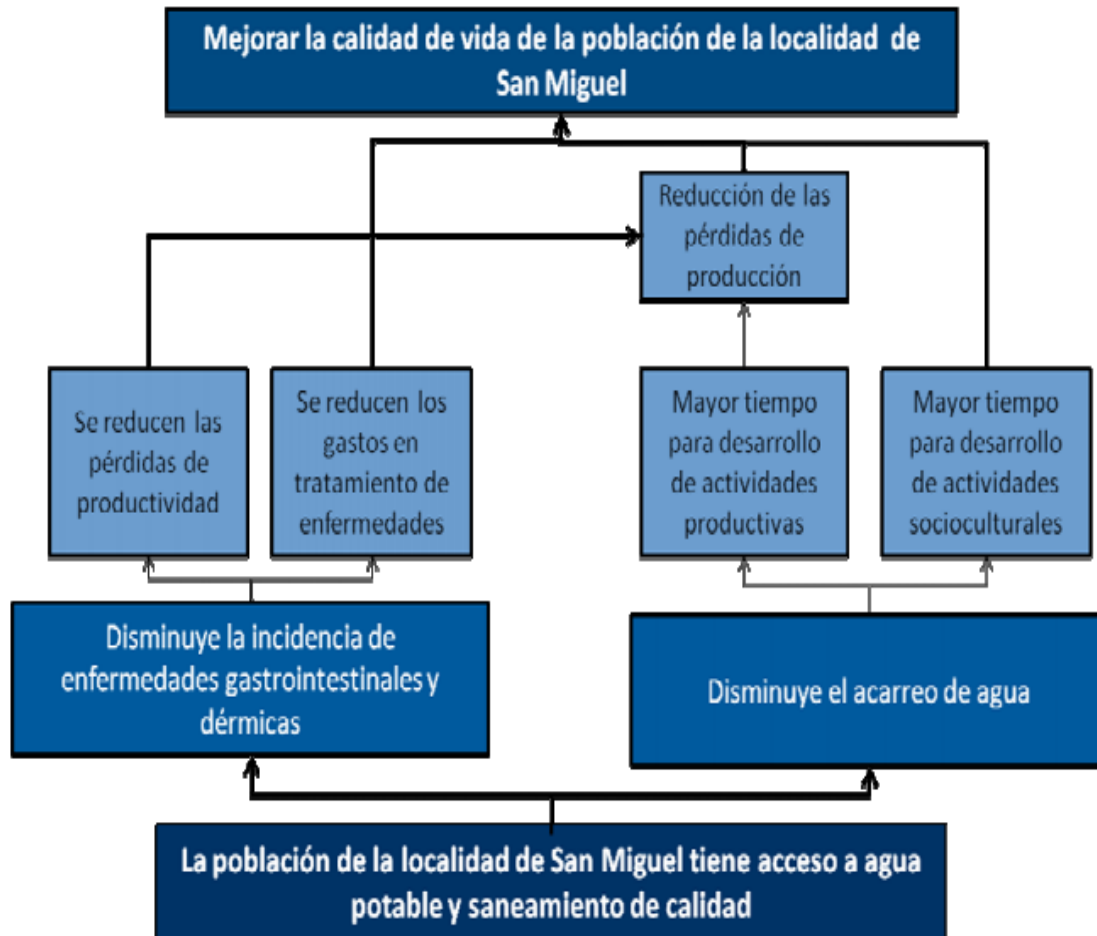 Mejorar la calidad de vida de la población de la localidad de
San Miguel
Reducción de las
pérdidas de
producción
Se reducen las
pérdidas de
productividad
Se reducen los
gastos en
tratamiento de
enfermedades
Mayor tiempo
para desarrollo
de actividades
productivas
Mayor tiempo
para desarrollo
de actividades
socioculturales
Disminuye la incidencia de
enfermedades gastrointestinales y
dérmicas
Disminuye el acarreo de agua
La población de la localidad de San Miguel tiene acceso a agua
potable y saneamiento de calidad